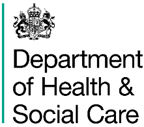 Department
of Health &
Social Care